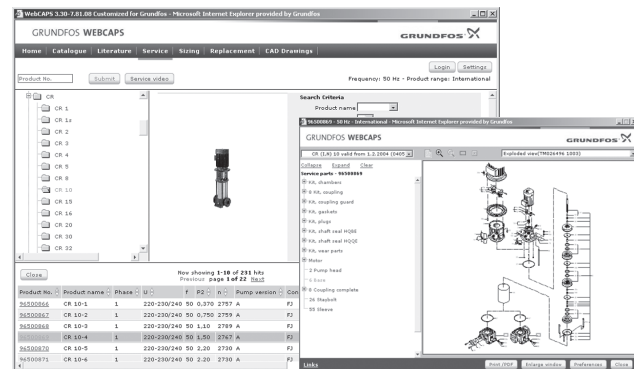 WebCAPS 3.30-7.81.08 Customized for Grundfos - Microsoft Internet Explorer provided by Grundfos
GRUNDFOS WEBCAPS
GRUNDFOS
Home | Catalogue | Literature | Service | Sizing | Replacement | CAD Drawings
Login Settings
Product No. Submit Service video
Frequency: 50 Hz - Product range: International
CR
CR 1
CR 1s
CR 2
CR 3
CR 4
CR 5
CR 8
CR 10
CR 15
CR 16
CR 20
CR 30
CR 32
Search Criteria
Product name
Close
Now showing 1-10 of 231 hits
Previous page 1 of 22 Next
Product No. Product name Phase U f P2 n Pump version Con
96500866 CR 10-1 1 220-230/240 50 0,370 2757 A FJ
96500867 CR 10-2 1 220-230/240 50 0,750 2759 A FJ
96500868 CR 10-3 1 220-230/240 50 1,10 2789 A FJ
CR 10-4 1 220-230/240 50 1,50 2767 A FJ
96500870 CR 10-5 1 220-230/240 50 2,20 2730 A FJ
96500871 CR 10-6 1 220-230/240 50 2,20 2730 A FJ
96500869 - 50 Hz - International - Microsoft Internet Explorer provided by Grundfos
GRUNDFOS WEBCAPS
GRUNDFOS
CR (I,N) 10 valid from 1.2.2004 (0405
Exploded view(TM026496 1003)
Collapse Expand Clear
Service parts - 96500869
Kit, chambers
8 Kit, coupling
Kit, coupling guard
Kit, gaskets
Kit, plugs
Kit, shaft seal HQBE
Kit, shaft seal HQQE
Kit, wear parts
Motor
2 Pump head
6 Base
8 Coupling complete
26 Staybolt
55 Sleeve
Links
Print /PDF Enlarge window Preferences Close